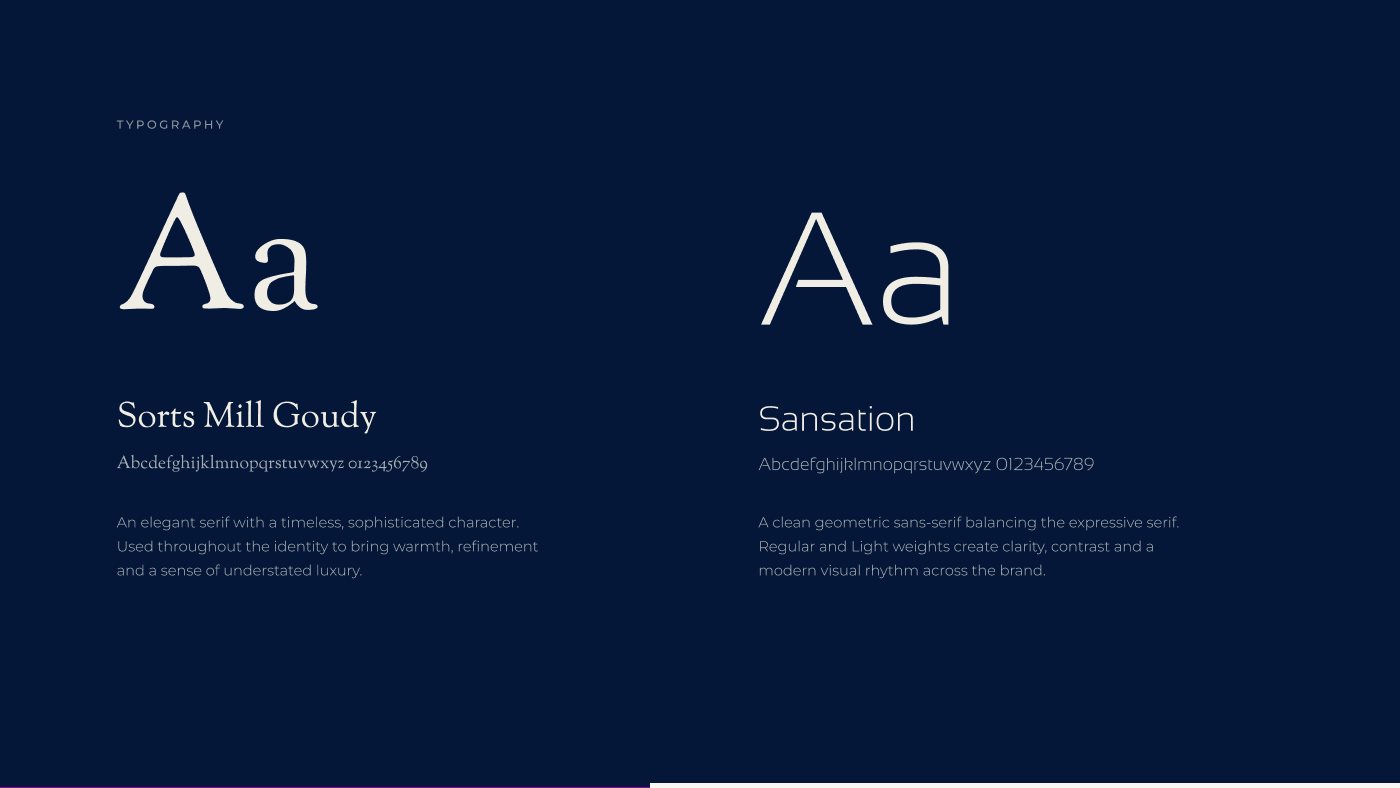 TYPOGRAPHY
Aa
Sorts Mill Goudy
Abcdefghijklmnopqrstuvwxyz 0123456789
An elegant serif with a timeless, sophisticated character.
Used throughout the identity to bring warmth, refinement
and a sense of understated luxury.
Aa
Sansation
Abcdefghijklmnopqrstuvwxyz 0123456789
A clean geometric sans-serif balancing the expressive serif.
Regular and Light weights create clarity, contrast and a
modern visual rhythm across the brand.